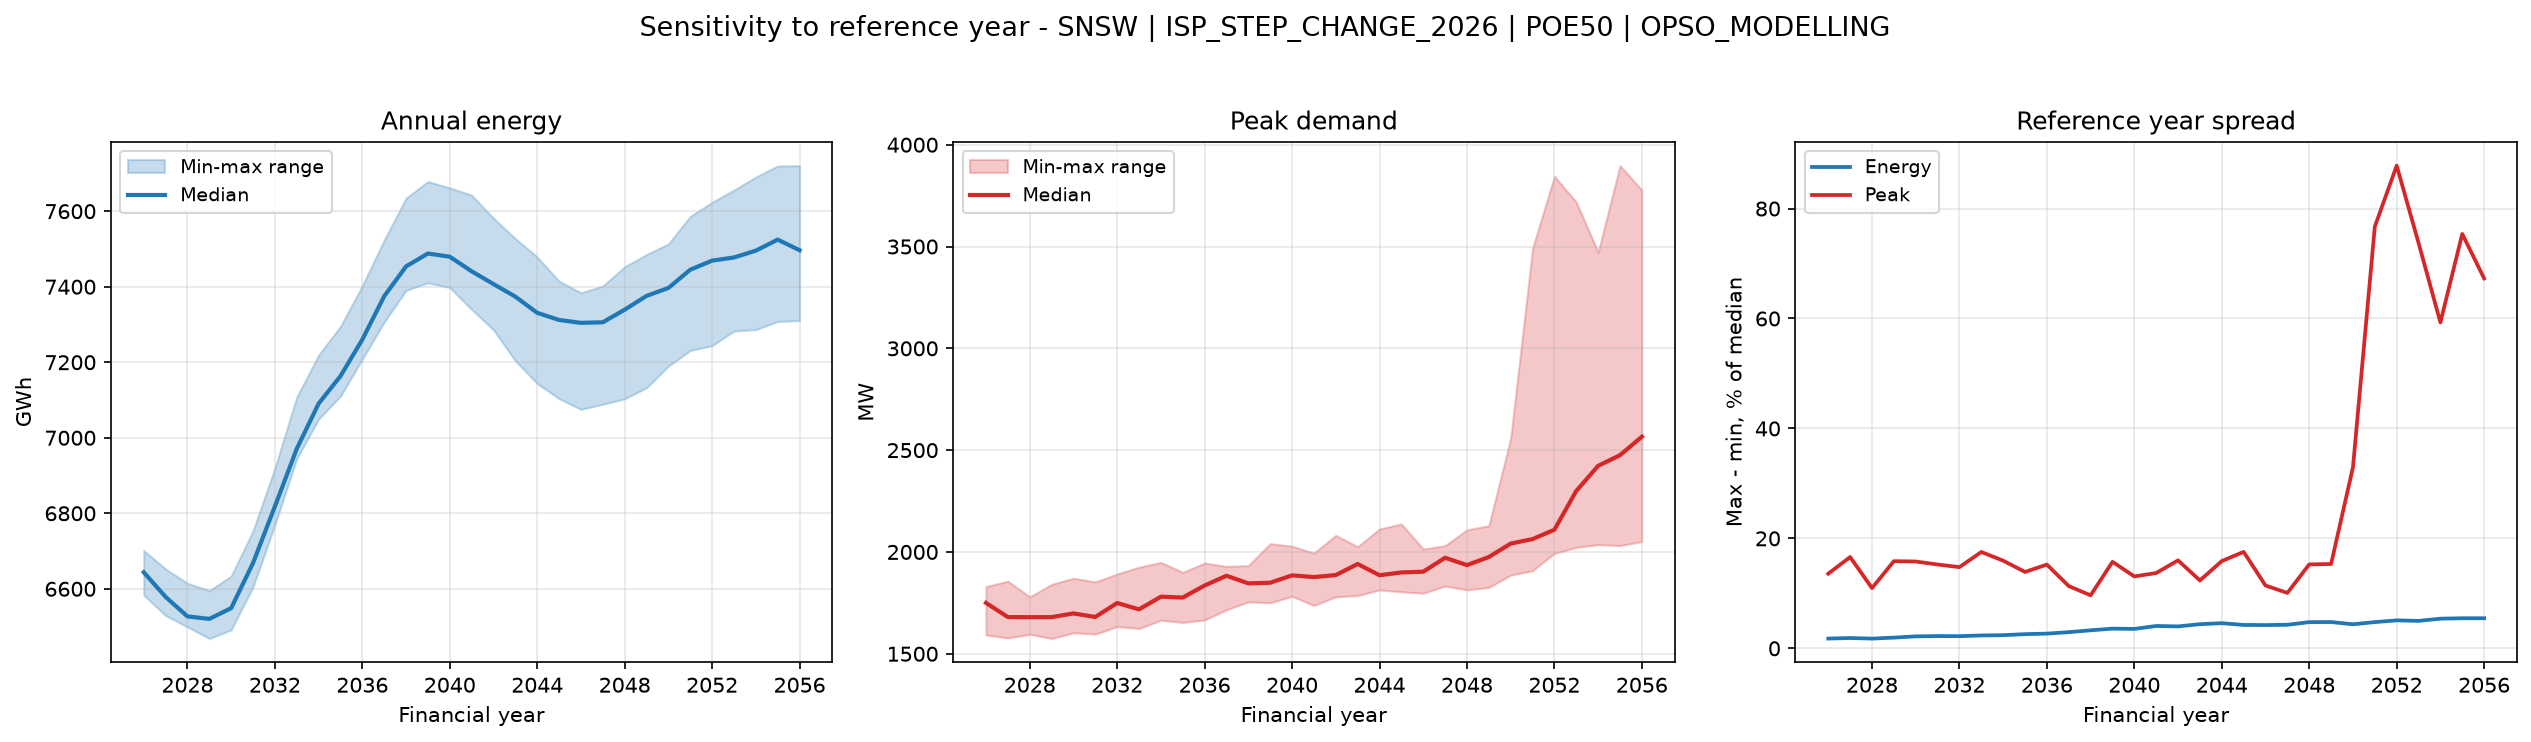 Sensitivity to reference year - SNSW | ISP_STEP_CHANGE_2026 | POE50 | OPSO_MODELLING
Annual energy
Min-max range
Median
7600
7400
7200
7000
6800
6600
GWh
2028 2032 2036 2040 2044 2048 2052 2056
Financial year
Peak demand
Min-max range
Median
4000
3500
3000
2500
2000
1500
MW
2028 2032 2036 2040 2044 2048 2052 2056
Financial year
Reference year spread
Energy
Peak
80
60
40
20
0
Max - min, % of median
2028 2032 2036 2040 2044 2048 2052 2056
Financial year